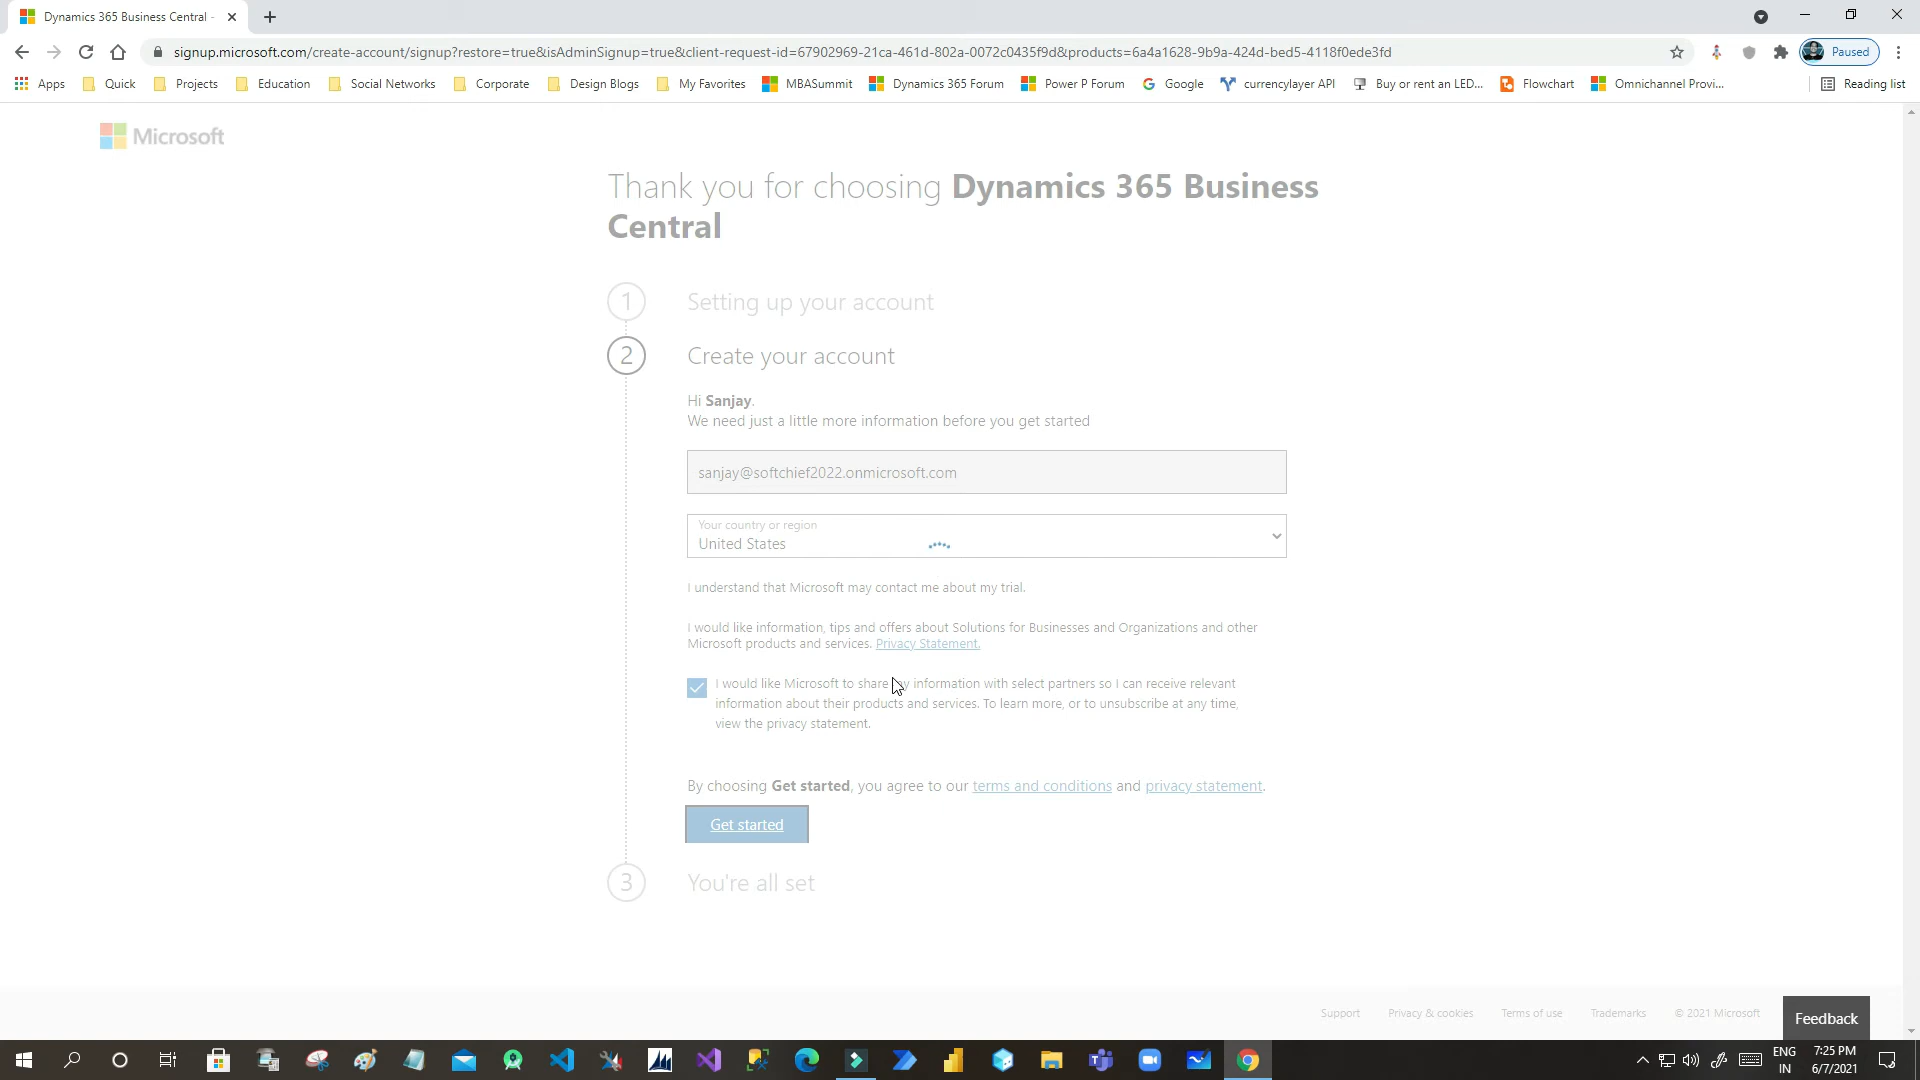 Dynamics 365 Business Central -
signup.microsoft.com/create-account/signup?restore=true&isAdminSignup=true&client-request-id=67902969-21ca-461d-802a-0072c0435f9d&products=6a4a1628-9b9a-424d-bed5-4118f0ede3fd
Paused
Apps Quick Projects Education Social Networks Corporate Design Blogs My Favorites MBASummit Dynamics 365 Forum Power P Forum Google currencylayer API Buy or rent an LED... Flowchart Omnichannel Provi... Reading list
Microsoft
Thank you for choosing Dynamics 365 Business
Central
1 Setting up your account
2 Create your account
Hi Sanjay.
We need just a little more information before you get started
sanjay@softchief2022.onmicrosoft.com
Your country or region
United States
I understand that Microsoft may contact me about my trial.
I would like information, tips and offers about Solutions for Businesses and Organizations and other
Microsoft products and services. Privacy Statement.
I would like Microsoft to share my information with select partners so I can receive relevant
information about their products and services. To learn more, or to unsubscribe at any time,
view the privacy statement.
By choosing Get started, you agree to our terms and conditions and privacy statement.
Get started
3 You're all set
Support Privacy & cookies Terms of use Trademarks © 2021 Microsoft
Feedback
ENG
IN
7:25 PM
6/7/2021